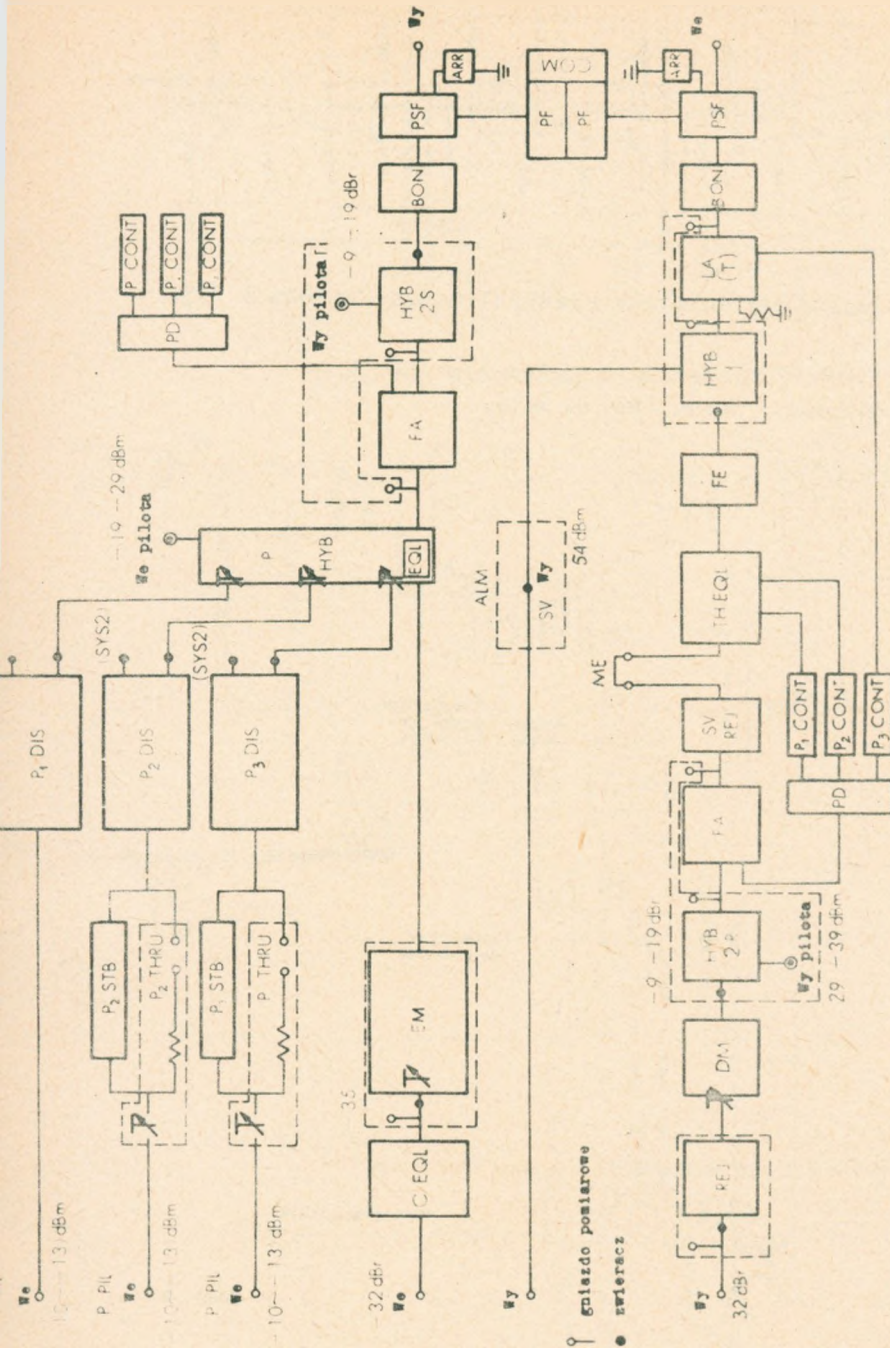 We
10 -- 13 dBm
P1 DIS
P PIL
We
10 -- 13 dBm
P2 STB
P2 THRU
P2 DIS
(SYS2)
P PIL
We
-10 -- 13 dBm
P STB
P THRU
P3 DIS
(SYS2)
We pilota
-19 -29 dBm
P
HYB
EQL
PD
P CONT
P CONT
P CONT
-32 dBr
We
C/EQL
36
EM
FA
Wy pilota
-9 -19 dBr
HYB
2S
BON
PSF
ARR
Wy
PF
PF
COM
Wy
ALM
SV Wy
54 dBm
gniazdo pomiarowe
zwieracz
Wy
32 dBr
REJ
DM
-9 -19 dBr
HYB
2R
Wy pilota
29 -39 dBm
FA
SV
REJ
ME
TH EQL
FE
HYB
1
LA
(T)
BON
PSF
ARR
We
PD
P1 CONT
P2 CONT
P3 CONT